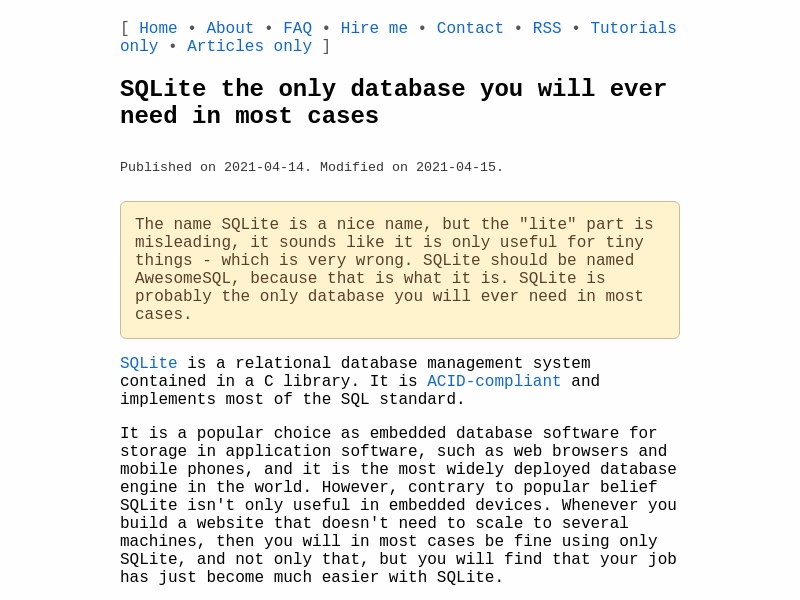 [ Home • About • FAQ • Hire me • Contact • RSS • Tutorials
only • Articles only ]
SQLite the only database you will ever
need in most cases
Published on 2021-04-14. Modified on 2021-04-15.
The name SQLite is a nice name, but the "lite" part is
misleading, it sounds like it is only useful for tiny
things - which is very wrong. SQLite should be named
AwesomeSQL, because that is what it is. SQLite is
probably the only database you will ever need in most
cases.
SQLite is a relational database management system
contained in a C library. It is ACID-compliant and
implements most of the SQL standard.
It is a popular choice as embedded database software for
storage in application software, such as web browsers and
mobile phones, and it is the most widely deployed database
engine in the world. However, contrary to popular belief
SQLite isn't only useful in embedded devices. Whenever you
build a website that doesn't need to scale to several
machines, then you will in most cases be fine using only
SQLite, and not only that, but you will find that your job
has just become much easier with SQLite.